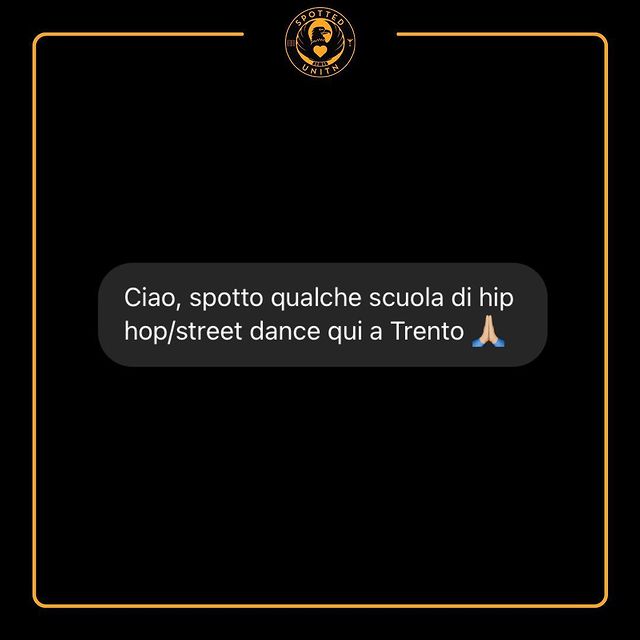 SPOTTED
UNITN
Ciao, spotto qualche scuola di hip
hop/street dance qui a Trento 🙏🏼